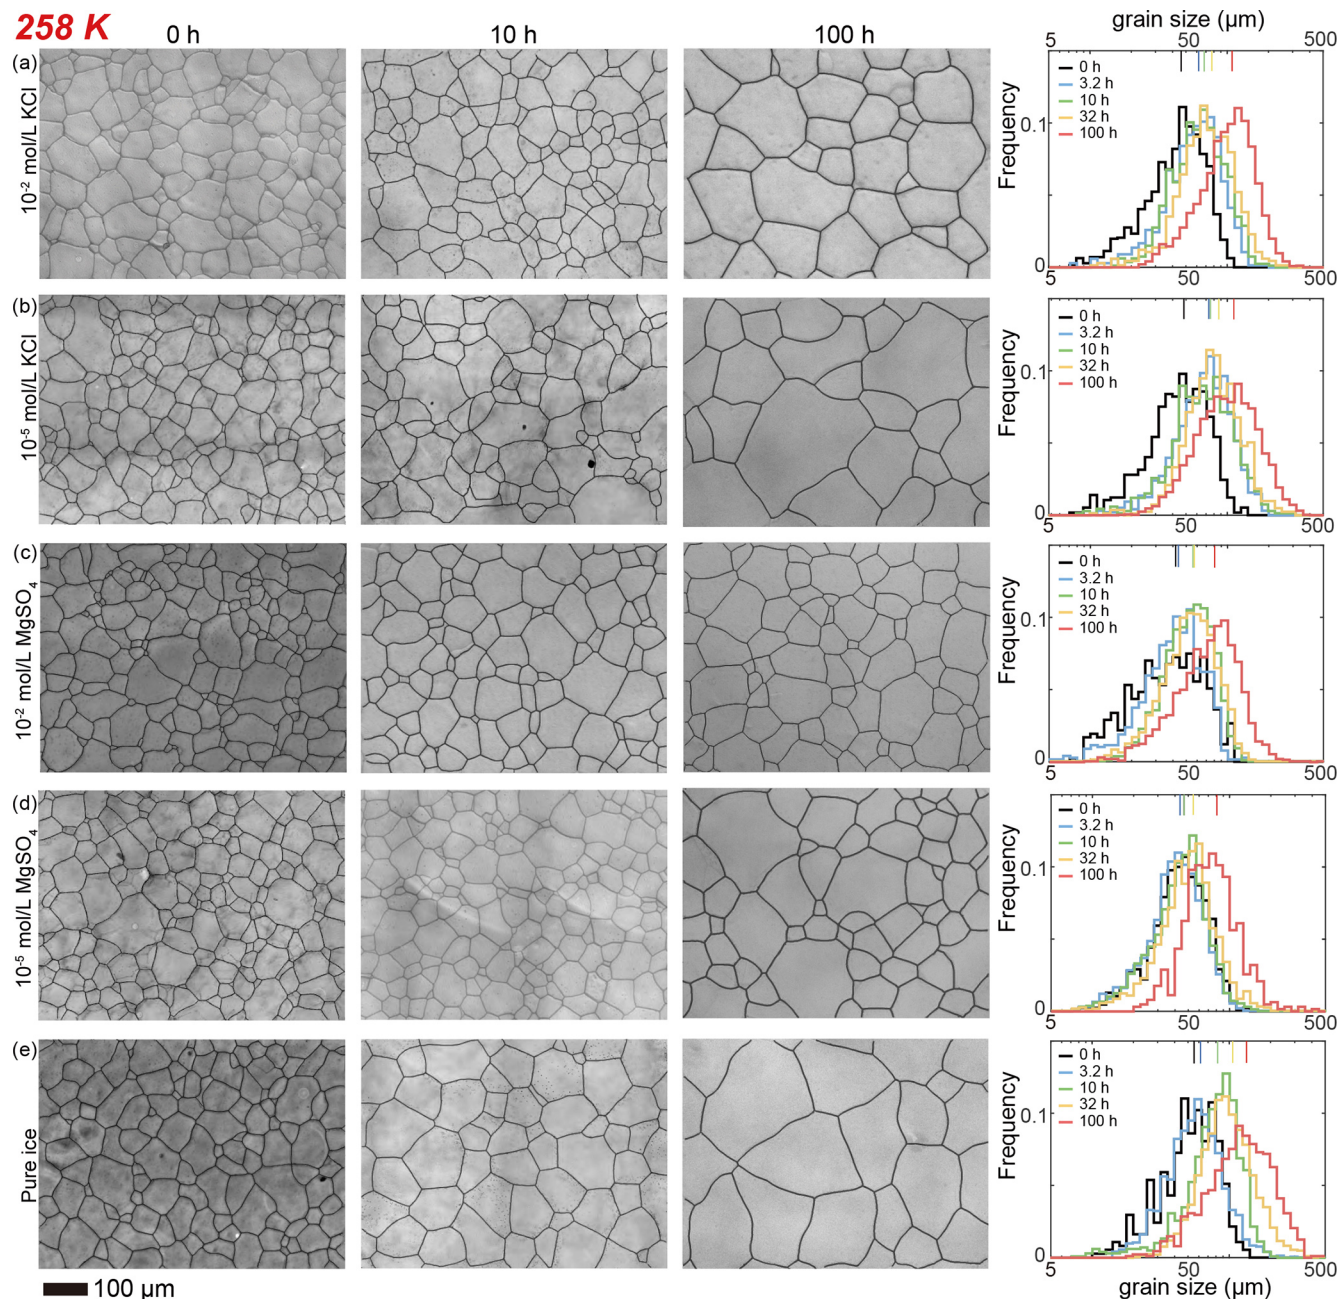 258 K
0 h
10 h
100 h
grain size (μm)
5 50 500
(a)
10⁻² mol/L KCl
Frequency
0 h
3.2 h
10 h
32 h
100 h
0.1
0
5 50 500
(b)
10⁻⁵ mol/L KCl
Frequency
0 h
3.2 h
10 h
32 h
100 h
0.1
0
5 50 500
(c)
10⁻² mol/L MgSO₄
Frequency
0 h
3.2 h
10 h
32 h
100 h
0.1
0
5 50 500
(d)
10⁻⁵ mol/L MgSO₄
Frequency
0 h
3.2 h
10 h
32 h
100 h
0.1
0
5 50 500
(e)
Pure ice
Frequency
0 h
3.2 h
10 h
32 h
100 h
0.1
0
5 50 500
grain size (μm)
100 μm